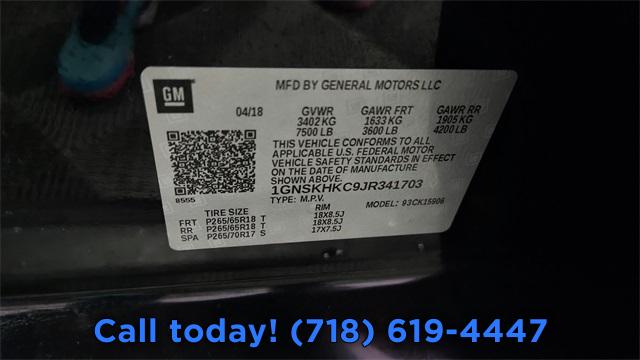 GM
MFD BY GENERAL MOTORS LLC
04/18 GVWR GAWR FRT GAWR RR
3402 KG 1633 KG 1905 KG
7500 LB 3600 LB 4200 LB
THIS VEHICLE CONFORMS TO ALL
APPLICABLE U.S. FEDERAL MOTOR
VEHICLE SAFETY STANDARDS IN EFFECT
ON THE DATE OF MANUFACTURE
SHOWN ABOVE.
1GNSKHKC9JR341703
8555 TYPE: M.P.V. MODEL: 93CK15906
TIRE SIZE RIM
FRT P265/65R18 T 18X8.5J
RR P265/65R18 T 18X8.5J
SPA P265/70R17 S 17X7.5J
Call today! (718) 619-4447